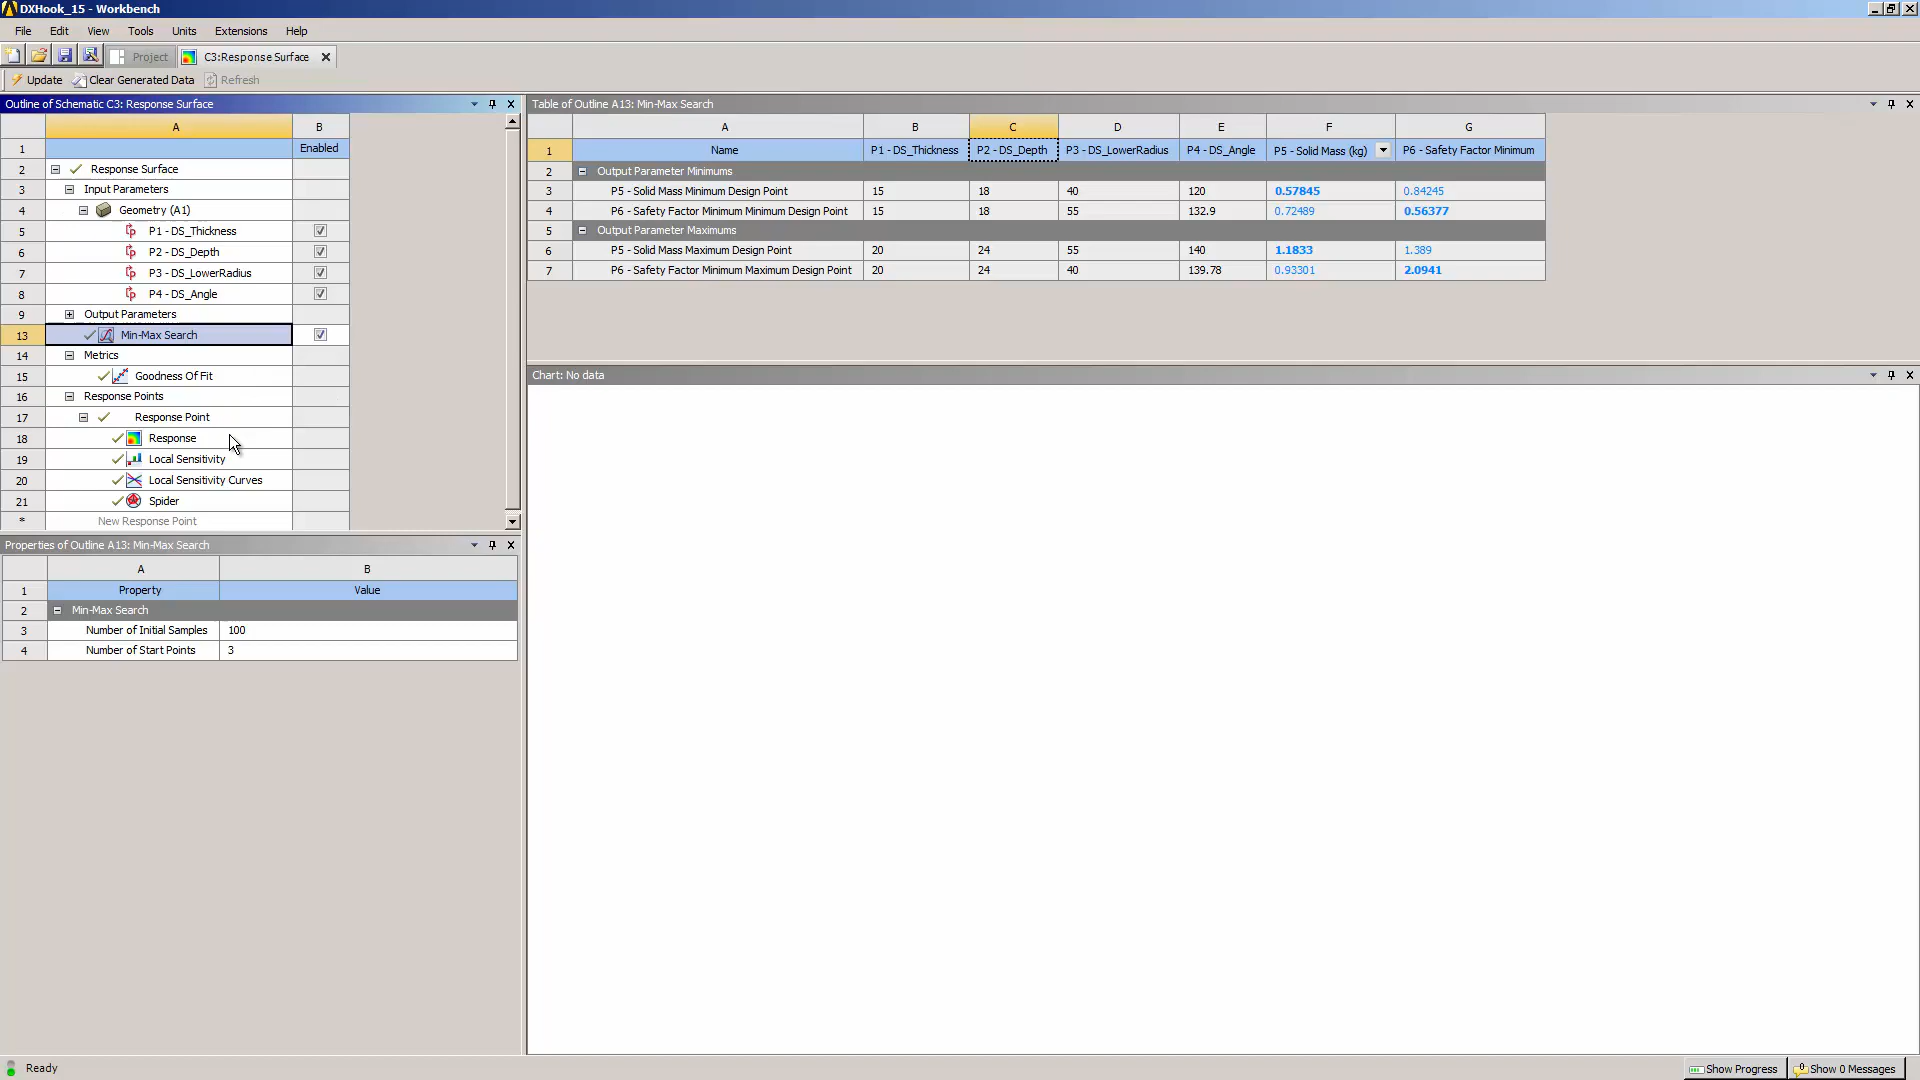 DXHook_15 - Workbench
File Edit View Tools Units Extensions Help
Project C3:Response Surface
Update Clear Generated Data Refresh
Outline of Schematic C3: Response Surface
A B
1 Enabled
2 Response Surface
3 Input Parameters
4 Geometry (A1)
5 P1 - DS_Thickness
6 P2 - DS_Depth
7 P3 - DS_LowerRadius
8 P4 - DS_Angle
9 Output Parameters
13 Min-Max Search
14 Metrics
15 Goodness Of Fit
16 Response Points
17 Response Point
18 Response
19 Local Sensitivity
20 Local Sensitivity Curves
21 Spider
* New Response Point
Properties of Outline A13: Min-Max Search
A B
1 Property Value
2 Min-Max Search
3 Number of Initial Samples 100
4 Number of Start Points 3
Table of Outline A13: Min-Max Search
A B C D E F G
1 Name P1 - DS_Thickness P2 - DS_Depth P3 - DS_LowerRadius P4 - DS_Angle P5 - Solid Mass (kg) P6 - Safety Factor Minimum
2 Output Parameter Minimums
3 P5 - Solid Mass Minimum Design Point 15 18 40 120 0.57845 0.84245
4 P6 - Safety Factor Minimum Minimum Design Point 15 18 55 132.9 0.72489 0.56377
5 Output Parameter Maximums
6 P5 - Solid Mass Maximum Design Point 20 24 55 140 1.1833 1.389
7 P6 - Safety Factor Minimum Maximum Design Point 20 24 40 139.78 0.93301 2.0941
Chart: No data
Ready
Show Progress Show 0 Messages